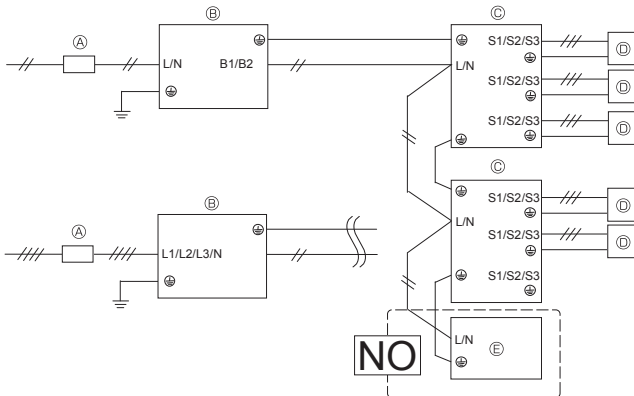 Ⓐ
Ⓑ
L/N
B1/B2
Ⓒ
L/N
S1/S2/S3
S1/S2/S3
S1/S2/S3
Ⓓ
Ⓓ
Ⓓ
Ⓒ
L/N
S1/S2/S3
S1/S2/S3
S1/S2/S3
Ⓓ
Ⓓ
Ⓐ
Ⓑ
L1/L2/L3/N
NO
L/N
Ⓔ